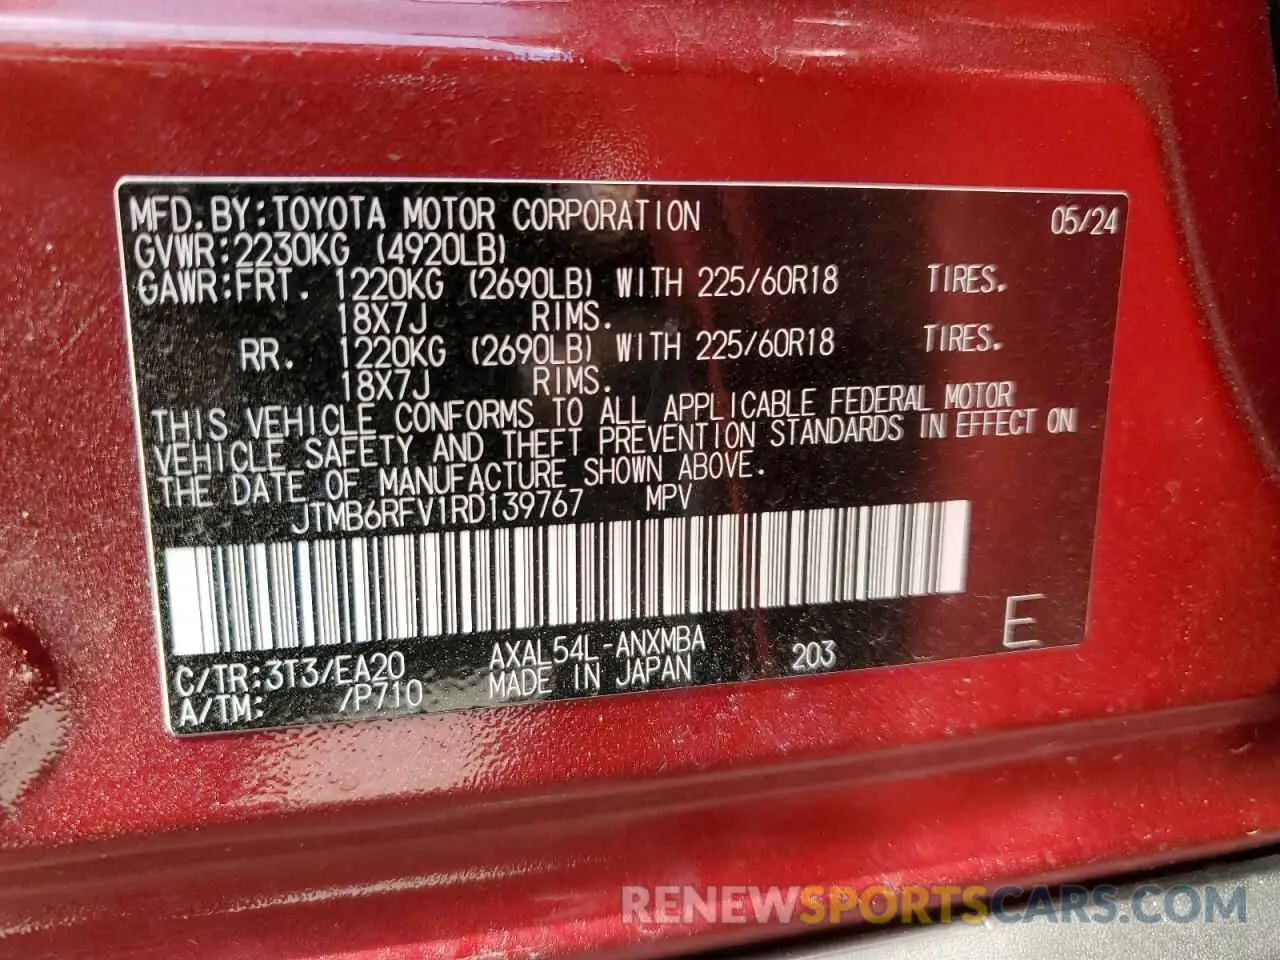 MFD.BY:TOYOTA MOTOR CORPORATION 05/24
GVWR:2230KG (4920LB)
GAWR:FRT. 1220KG (2690LB) WITH 225/60R18 TIRES.
18X7J RIMS.
RR. 1220KG (2690LB) WITH 225/60R18 TIRES.
18X7J RIMS.
THIS VEHICLE CONFORMS TO ALL APPLICABLE FEDERAL MOTOR
VEHICLE SAFETY AND THEFT PREVENTION STANDARDS IN EFFECT ON
THE DATE OF MANUFACTURE SHOWN ABOVE.
JTMB6RFV1RD139767 MPV
C/TR:3T3/EA20 AXAL54L-ANXMBA 203 E
A/TM: /P710 MADE IN JAPAN
RENEWSPORTSCARS.COM